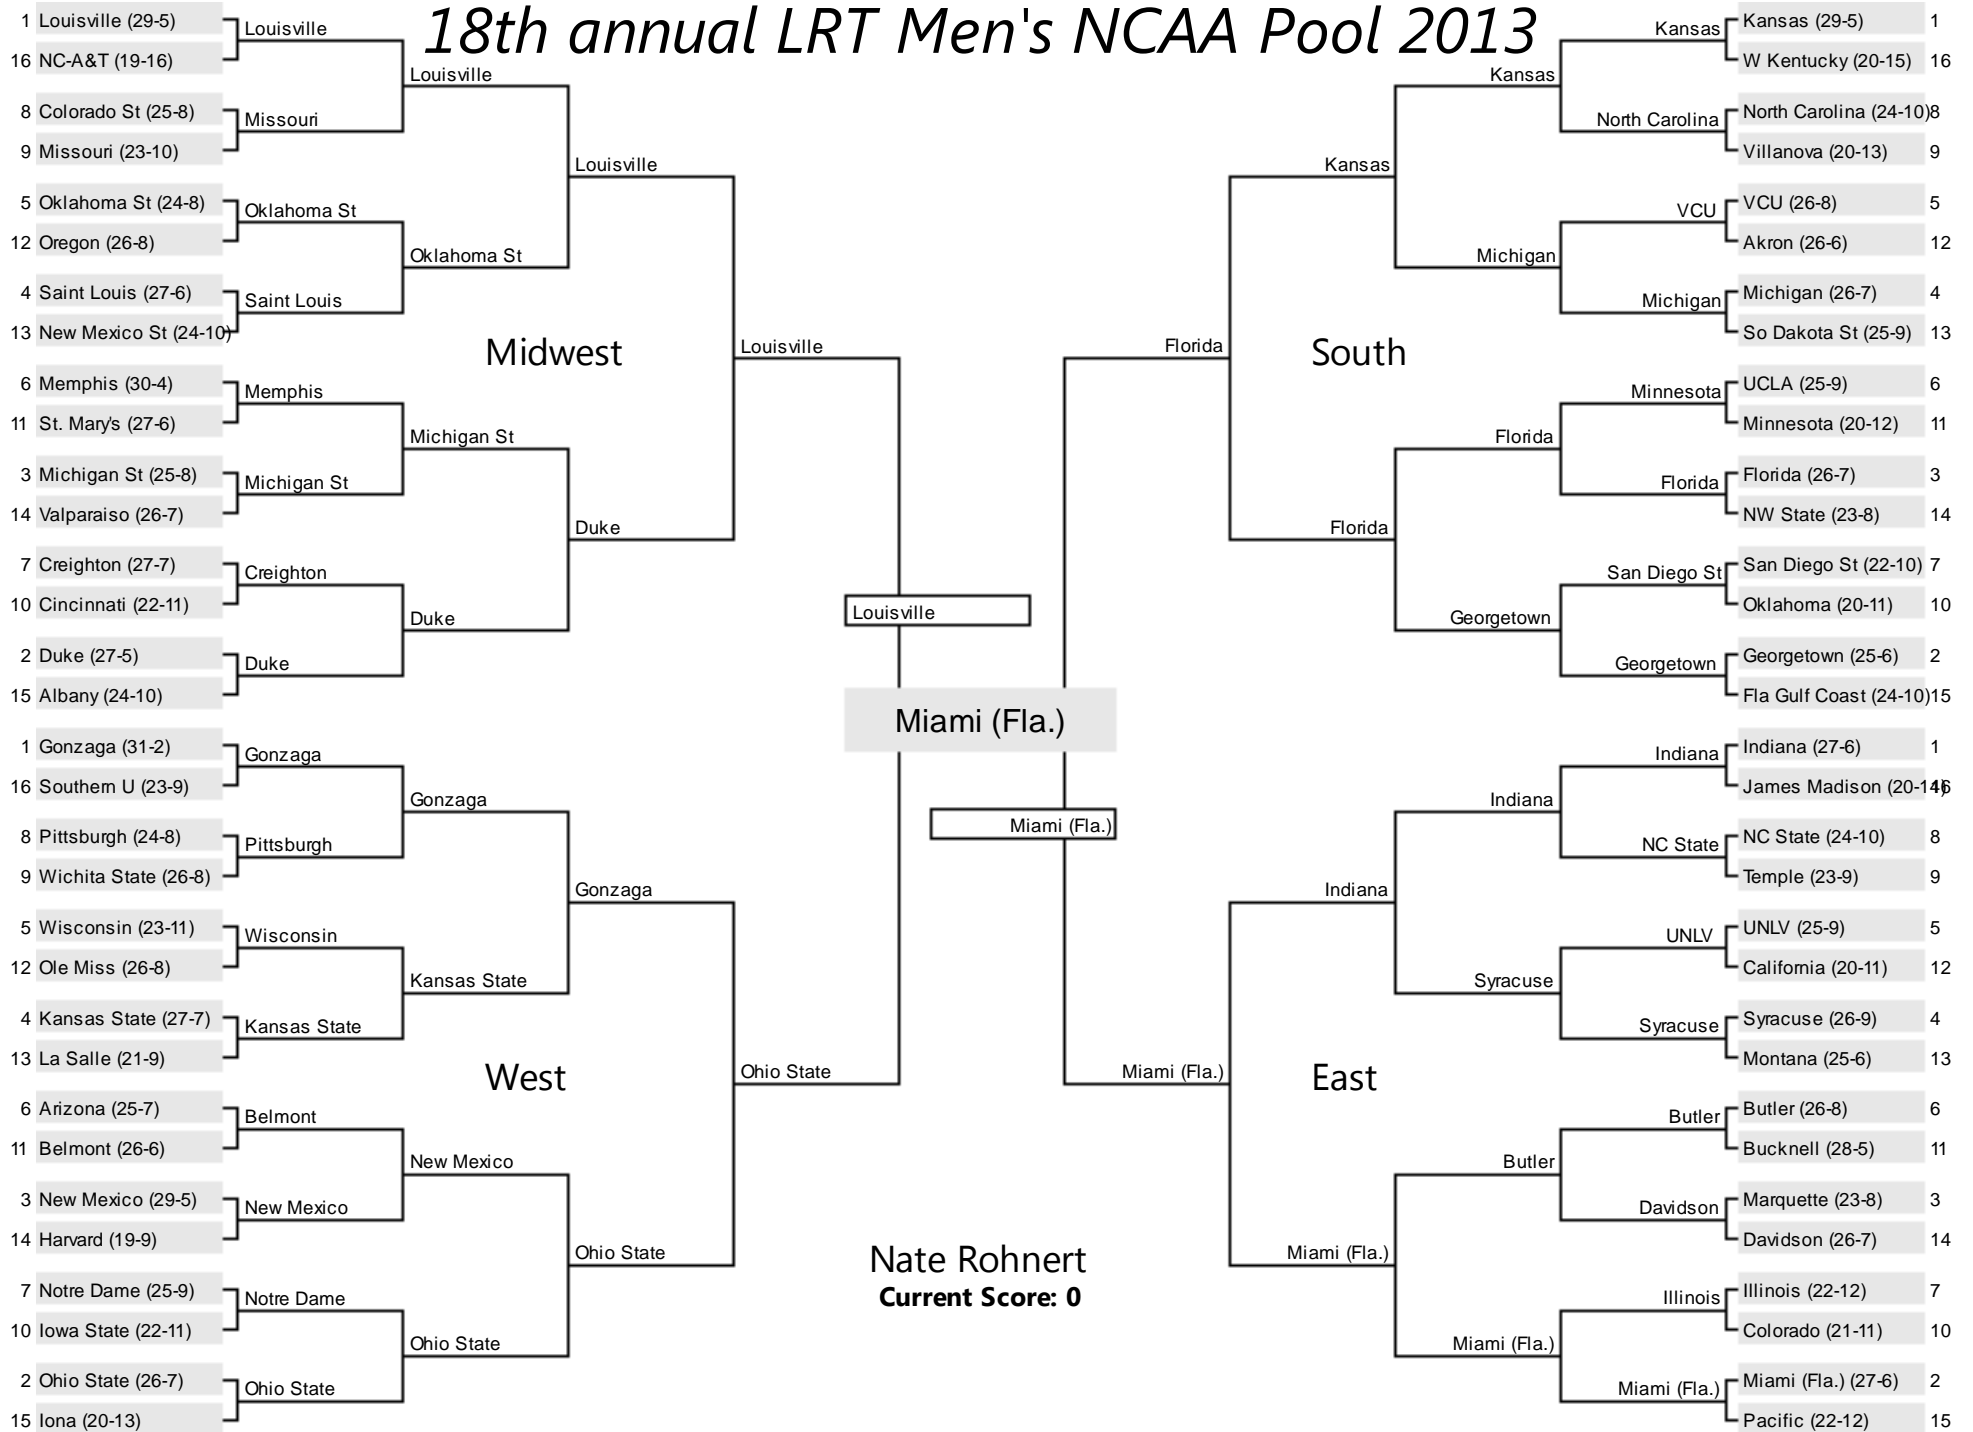 18th annual LRT Men's NCAA Pool 2013
1 Louisville (29-5)
16 NC-A&T (19-16)
8 Colorado St (25-8)
9 Missouri (23-10)
5 Oklahoma St (24-8)
12 Oregon (26-8)
4 Saint Louis (27-6)
13 New Mexico St (24-10)
6 Memphis (30-4)
11 St. Mary's (27-6)
3 Michigan St (25-8)
14 Valparaiso (26-7)
7 Creighton (27-7)
10 Cincinnati (22-11)
2 Duke (27-5)
15 Albany (24-10)
Louisville
Missouri
Oklahoma St
Saint Louis
Memphis
Michigan St
Creighton
Duke
Louisville
Oklahoma St
Michigan St
Duke
Louisville
Duke
Midwest
Louisville
1 Gonzaga (31-2)
16 Southern U (23-9)
8 Pittsburgh (24-8)
9 Wichita State (26-8)
5 Wisconsin (23-11)
12 Ole Miss (26-8)
4 Kansas State (27-7)
13 La Salle (21-9)
6 Arizona (25-7)
11 Belmont (26-6)
3 New Mexico (29-5)
14 Harvard (19-9)
7 Notre Dame (25-9)
10 Iowa State (22-11)
2 Ohio State (26-7)
15 Iona (20-13)
Gonzaga
Pittsburgh
Wisconsin
Kansas State
Belmont
New Mexico
Notre Dame
Ohio State
Gonzaga
Kansas State
New Mexico
Ohio State
Gonzaga
Ohio State
West
Ohio State
Louisville
Miami (Fla.)
Miami (Fla.)
Nate Rohnert
Current Score: 0
Kansas (29-5) 1
W Kentucky (20-15) 16
North Carolina (24-10) 8
Villanova (20-13) 9
VCU (26-8) 5
Akron (26-6) 12
Michigan (26-7) 4
So Dakota St (25-9) 13
UCLA (25-9) 6
Minnesota (20-12) 11
Florida (26-7) 3
NW State (23-8) 14
San Diego St (22-10) 7
Oklahoma (20-11) 10
Georgetown (25-6) 2
Fla Gulf Coast (24-10) 15
Kansas
North Carolina
VCU
Michigan
Minnesota
Florida
San Diego St
Georgetown
Kansas
Michigan
Florida
Georgetown
Kansas
Florida
South
Florida
Indiana (27-6) 1
James Madison (20-14) 16
NC State (24-10) 8
Temple (23-9) 9
UNLV (25-9) 5
California (20-11) 12
Syracuse (26-9) 4
Montana (25-6) 13
Butler (26-8) 6
Bucknell (28-5) 11
Marquette (23-8) 3
Davidson (26-7) 14
Illinois (22-12) 7
Colorado (21-11) 10
Miami (Fla.) (27-6) 2
Pacific (22-12) 15
Indiana
NC State
UNLV
Syracuse
Butler
Davidson
Illinois
Miami (Fla.)
Indiana
Syracuse
Butler
Miami (Fla.)
Indiana
Miami (Fla.)
East
Miami (Fla.)